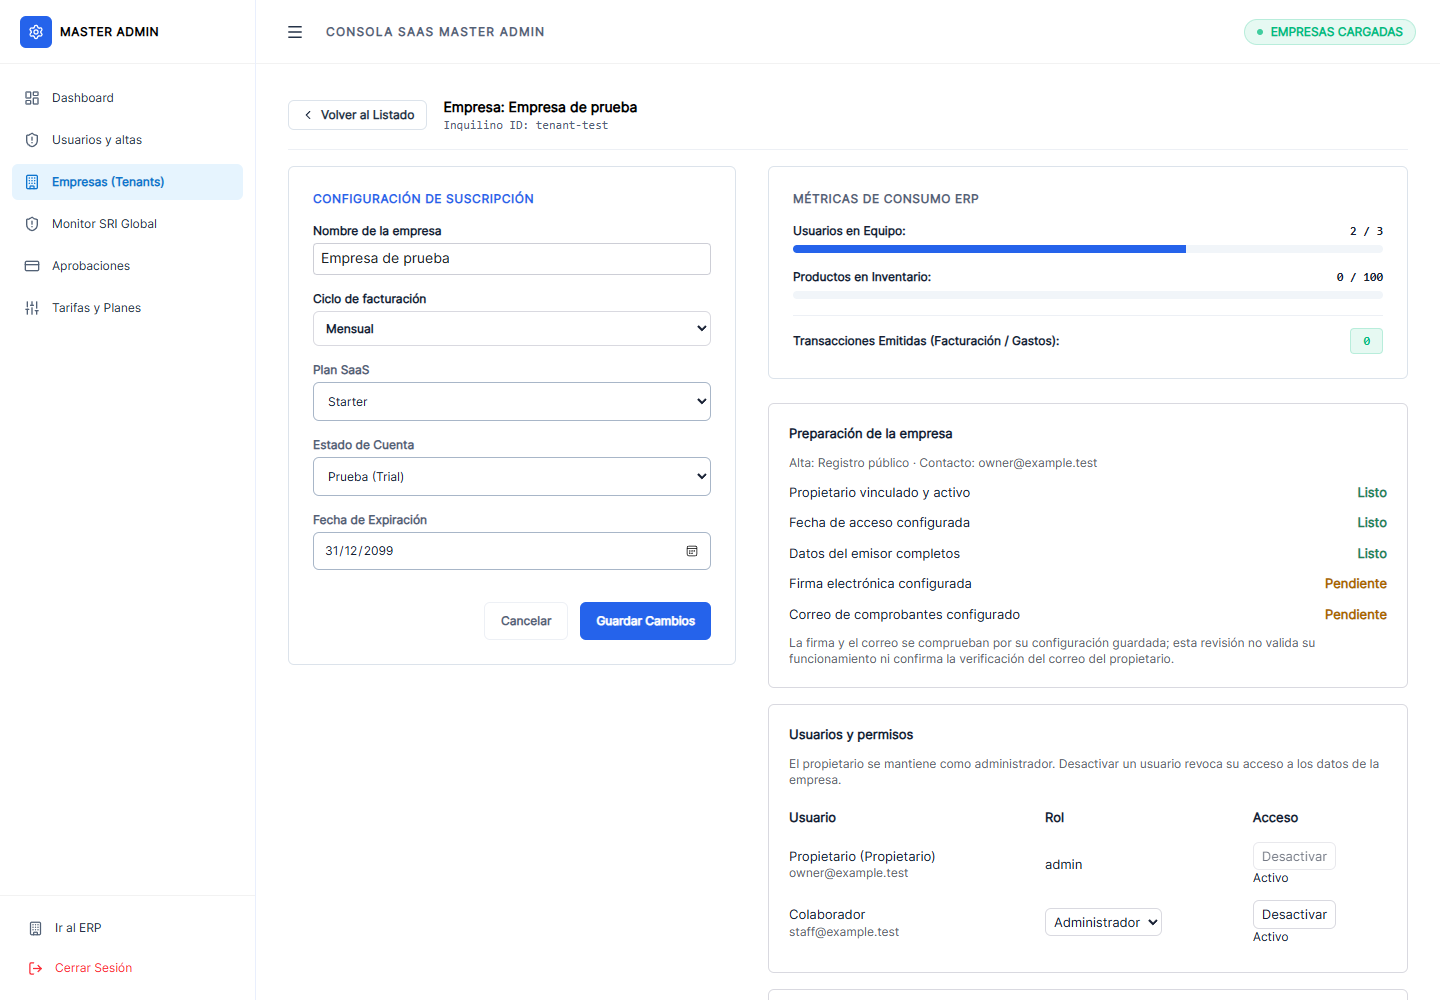 MASTER ADMIN
CONSOLA SAAS MASTER ADMIN
EMPRESAS CARGADAS
Dashboard
Usuarios y altas
Empresas (Tenants)
Monitor SRI Global
Aprobaciones
Tarifas y Planes
Ir al ERP
Cerrar Sesión
Volver al Listado
Empresa: Empresa de prueba
Inquilino ID: tenant-test
CONFIGURACIÓN DE SUSCRIPCIÓN
Nombre de la empresa
Empresa de prueba
Ciclo de facturación
Mensual
Plan SaaS
Starter
Estado de Cuenta
Prueba (Trial)
Fecha de Expiración
31/12/2099
Cancelar
Guardar Cambios
MÉTRICAS DE CONSUMO ERP
Usuarios en Equipo: 2 / 3
Productos en Inventario: 0 / 100
Transacciones Emitidas (Facturación / Gastos): 0
Preparación de la empresa
Alta: Registro público · Contacto: owner@example.test
Propietario vinculado y activo Listo
Fecha de acceso configurada Listo
Datos del emisor completos Listo
Firma electrónica configurada Pendiente
Correo de comprobantes configurado Pendiente
La firma y el correo se comprueban por su configuración guardada; esta revisión no valida su
funcionamiento ni confirma la verificación del correo del propietario.
Usuarios y permisos
El propietario se mantiene como administrador. Desactivar un usuario revoca su acceso a los datos de la
empresa.
Usuario Rol Acceso
Propietario (Propietario)
owner@example.test
admin
Desactivar
Activo
Colaborador
staff@example.test
Administrador
Desactivar
Activo